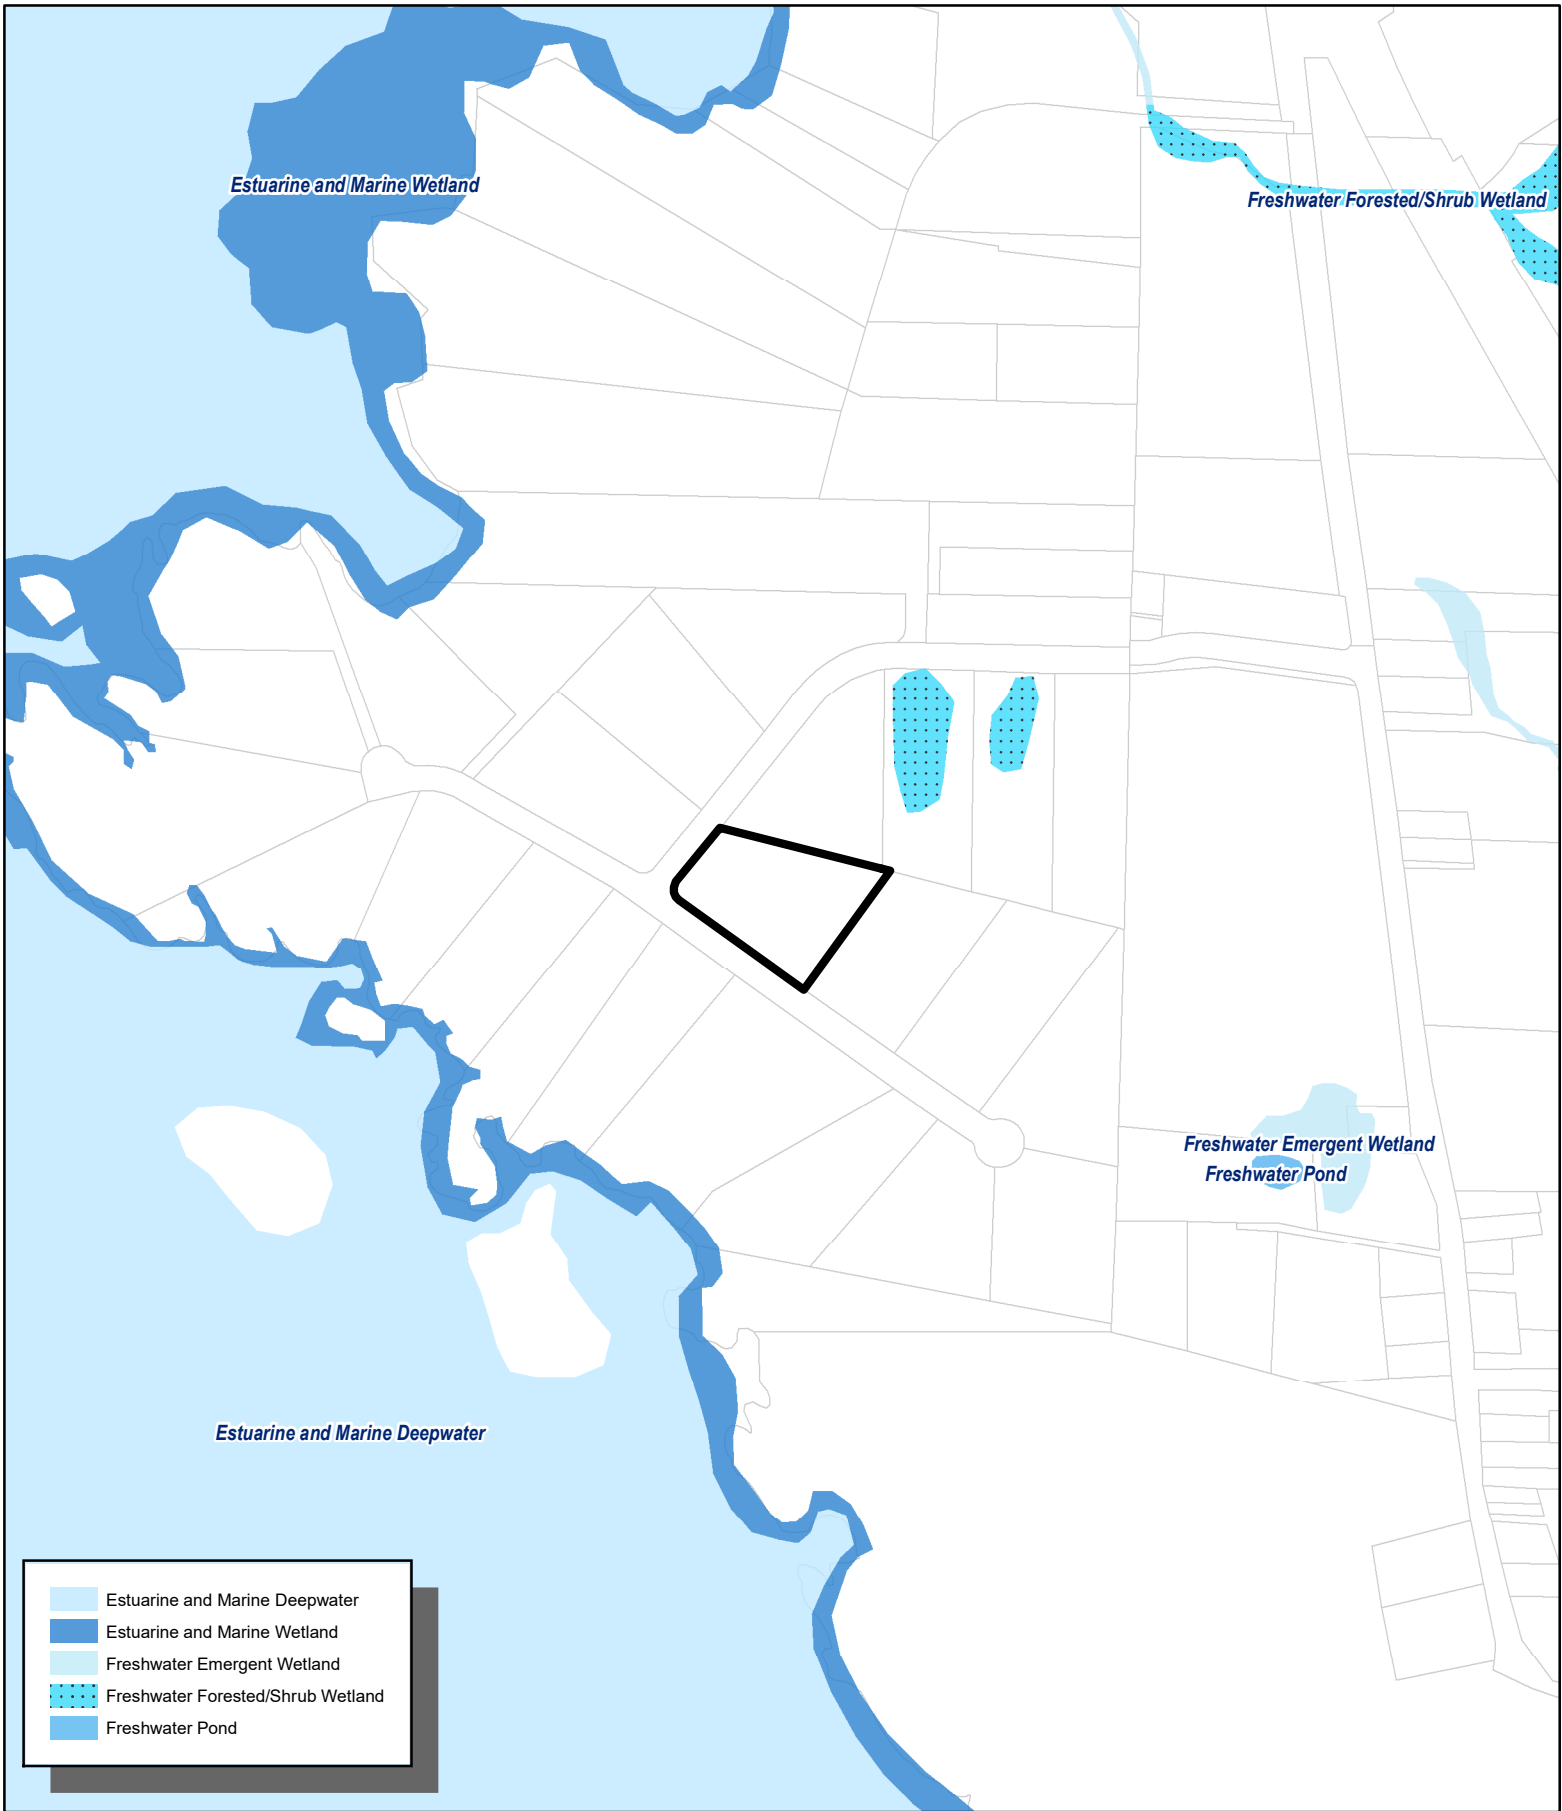 Estuarine and Marine Wetland
Freshwater Forested/Shrub Wetland
Freshwater Emergent Wetland
Freshwater Pond
Estuarine and Marine Deepwater
Estuarine and Marine Deepwater
Estuarine and Marine Wetland
Freshwater Emergent Wetland
Freshwater Forested/Shrub Wetland
Freshwater Pond